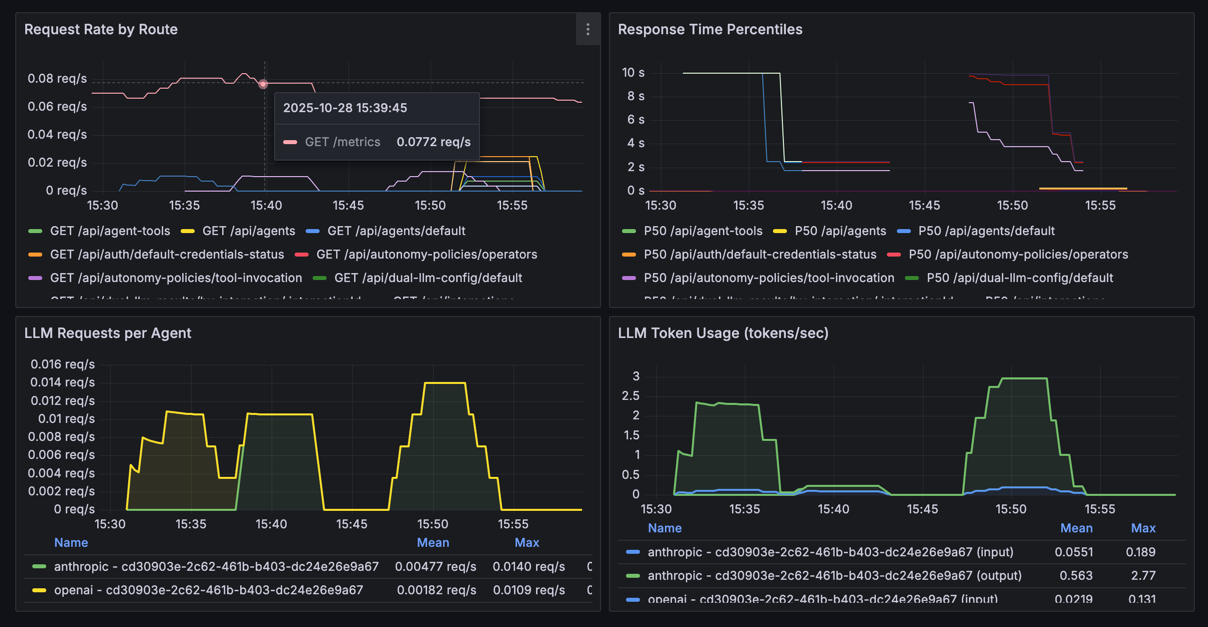 Request Rate by Route
0.08 req/s
0.06 req/s
0.04 req/s
0.02 req/s
0 req/s
15:30 15:35 15:40 15:45 15:50 15:55
2025-10-28 15:39:45
GET /metrics 0.0772 req/s
GET /api/agent-tools GET /api/agents GET /api/agents/default
GET /api/auth/default-credentials-status GET /api/autonomy-policies/operators
GET /api/autonomy-policies/tool-invocation GET /api/dual-llm-config/default
Response Time Percentiles
10 s
8 s
6 s
4 s
2 s
0 s
15:30 15:35 15:40 15:45 15:50 15:55
P50 /api/agent-tools P50 /api/agents P50 /api/agents/default
P50 /api/auth/default-credentials-status P50 /api/autonomy-policies/operators
P50 /api/autonomy-policies/tool-invocation P50 /api/dual-llm-config/default
LLM Requests per Agent
0.016 req/s
0.014 req/s
0.012 req/s
0.01 req/s
0.008 req/s
0.006 req/s
0.004 req/s
0.002 req/s
0 req/s
15:30 15:35 15:40 15:45 15:50 15:55
Name Mean Max
anthropic - cd30903e-2c62-461b-b403-dc24e26e9a67 0.00477 req/s 0.0140 req/s
openai - cd30903e-2c62-461b-b403-dc24e26e9a67 0.00182 req/s 0.0109 req/s
LLM Token Usage (tokens/sec)
3
2.5
2
1.5
1
0.5
0
15:30 15:35 15:40 15:45 15:50 15:55
Name Mean Max
anthropic - cd30903e-2c62-461b-b403-dc24e26e9a67 (input) 0.0551 0.189
anthropic - cd30903e-2c62-461b-b403-dc24e26e9a67 (output) 0.563 2.77
openai - cd30903e-2c62-461b-b403-dc24e26e9a67 (input) 0.0219 0.131